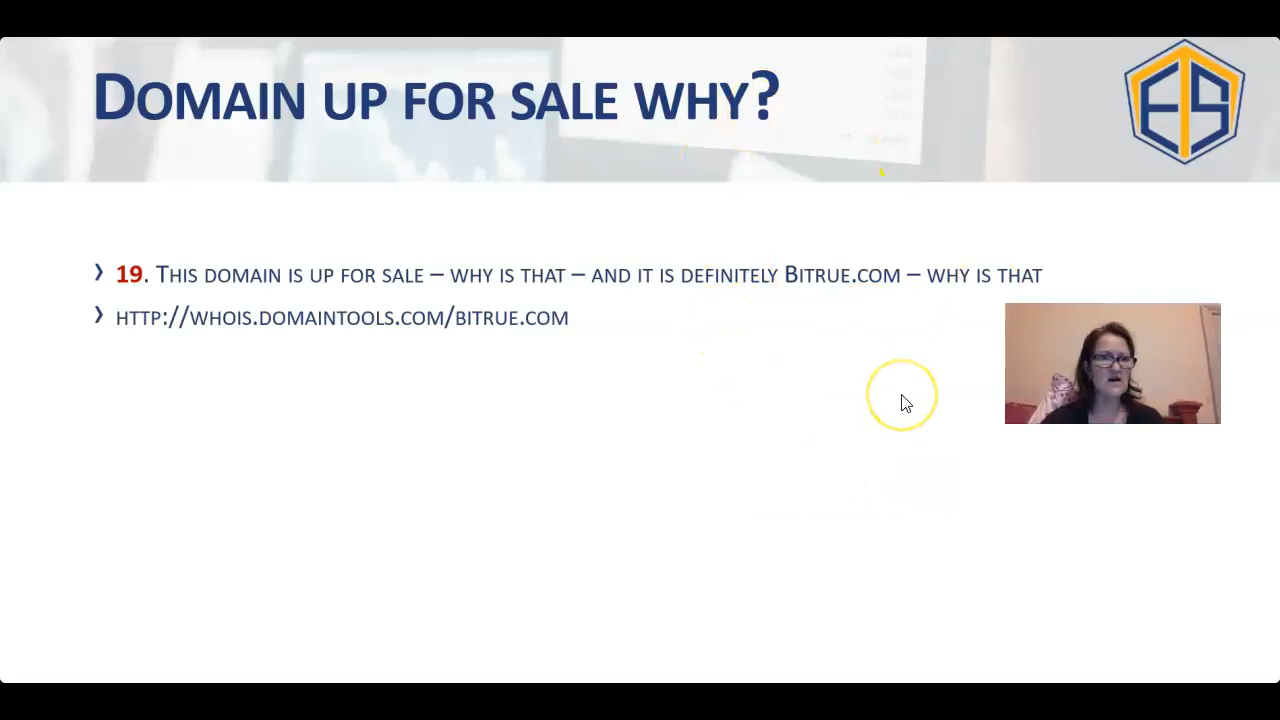 Domain up for sale why?
ETS
19. This domain is up for sale – why is that – and it is definitely Bitrue.com – why is that
http://whois.domaintools.com/bitrue.com